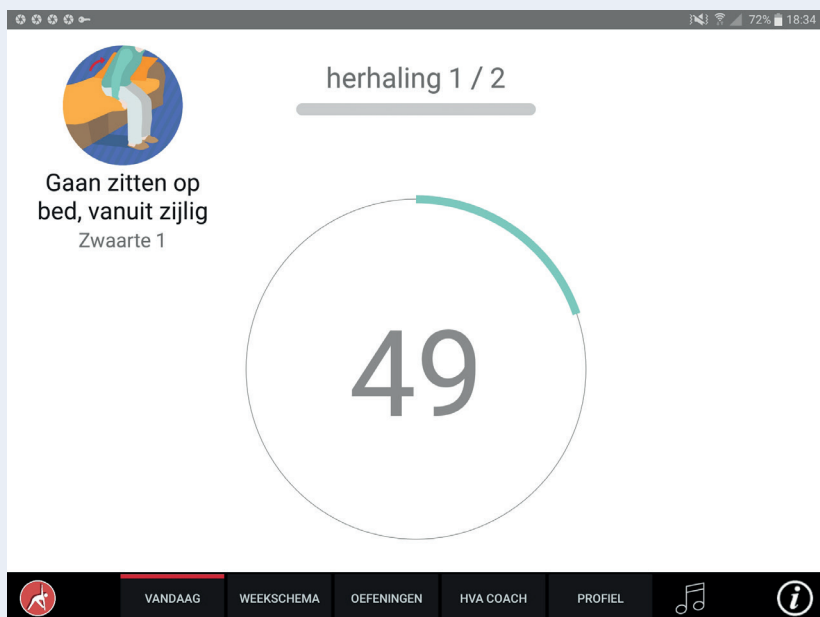 72% 18:34
herhaling 1 / 2
Gaan zitten op
bed, vanuit zijlig
Zwaarte 1
49
VANDAAG WEEKSCHEMA OEFENINGEN HVA COACH PROFIEL i